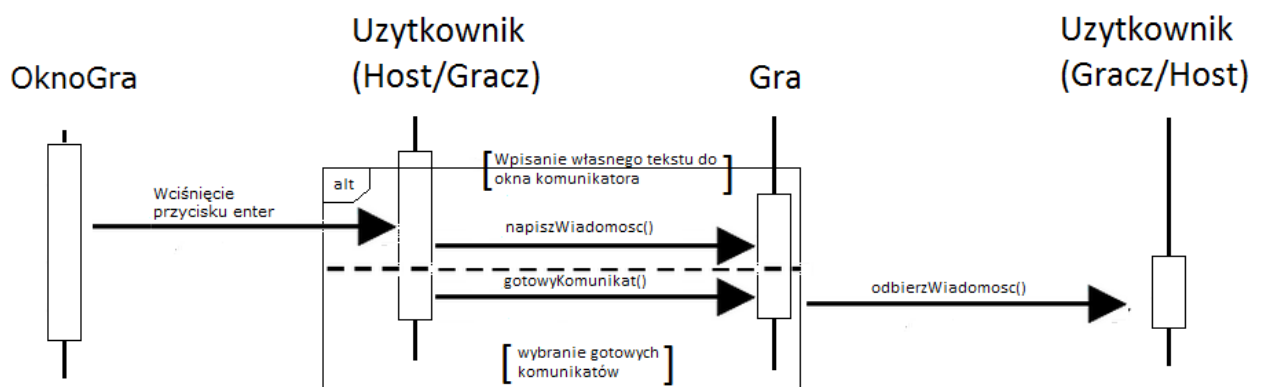 OknoGra
Uzytkownik
(Host/Gracz)
Gra
Uzytkownik
(Gracz/Host)
alt
[Wpisanie własnego tekstu do
okna komunikatora]
Wciśnięcie
przycisku enter
napiszWiadomosc()
gotowyKomunikat()
odbierzWiadomosc()
[wybranie gotowych
komunikatów]